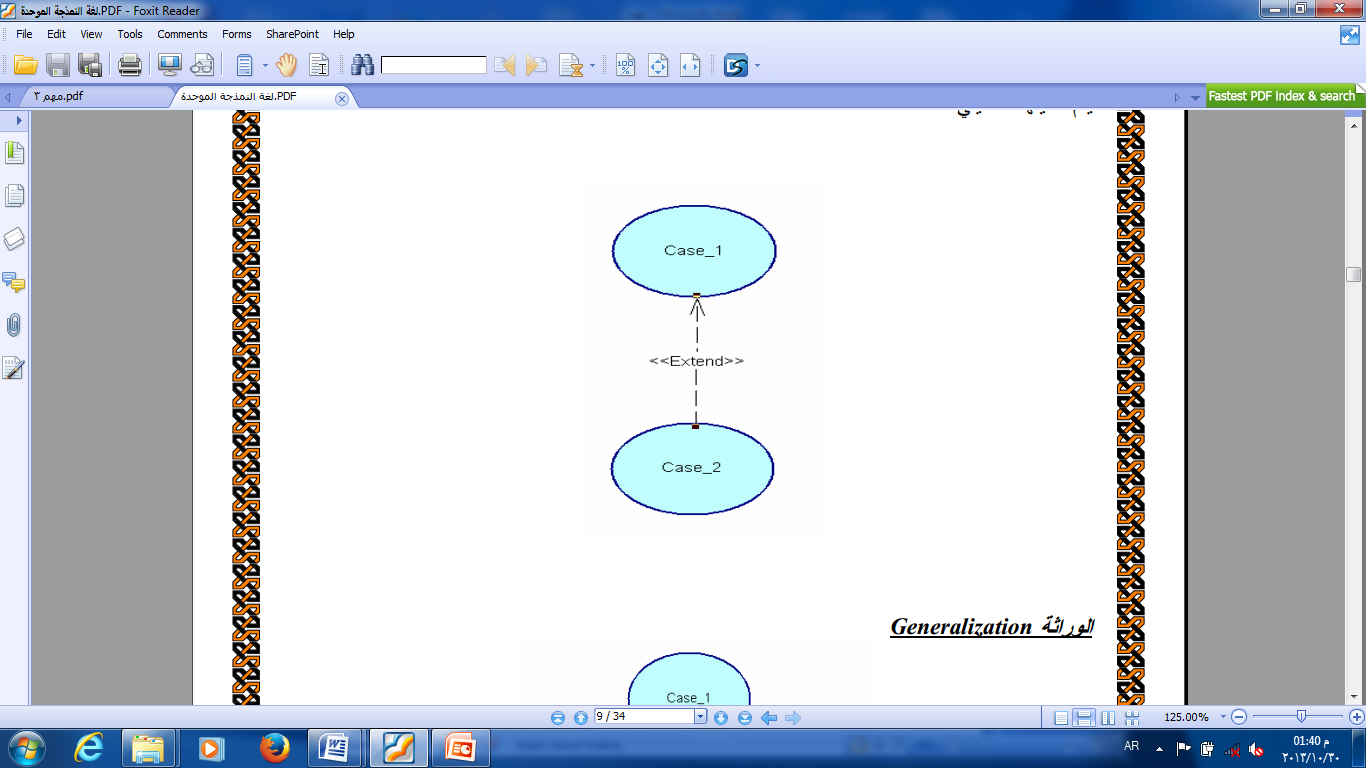 لغة النمذجة الموحدة.PDF - Foxit Reader
File Edit View Tools Comments Forms SharePoint Help
مهم ٣.pdf
لغة النمذجة الموحدة.PDF
Fastest PDF index & search
Case_1
<<Extend>>
Case_2
الوراثة Generalization
Case_1
9 / 34
125.00%
AR
01:40 م
٢٠١٣/١٠/٣٠